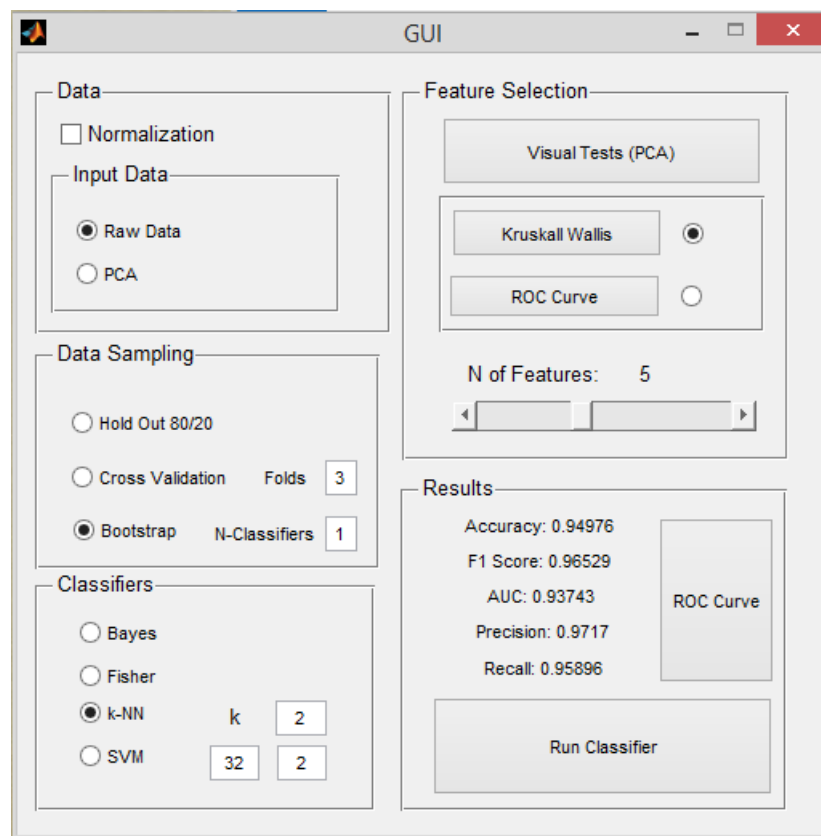 GUI
Data
Normalization
Input Data
Raw Data
PCA
Data Sampling
Hold Out 80/20
Cross Validation Folds 3
Bootstrap N-Classifiers 1
Classifiers
Bayes
Fisher
k-NN k 2
SVM 32 2
Feature Selection
Visual Tests (PCA)
Kruskall Wallis
ROC Curve
N of Features: 5
Results
Accuracy: 0.94976
F1 Score: 0.96529
AUC: 0.93743
Precision: 0.9717
Recall: 0.95896
ROC Curve
Run Classifier